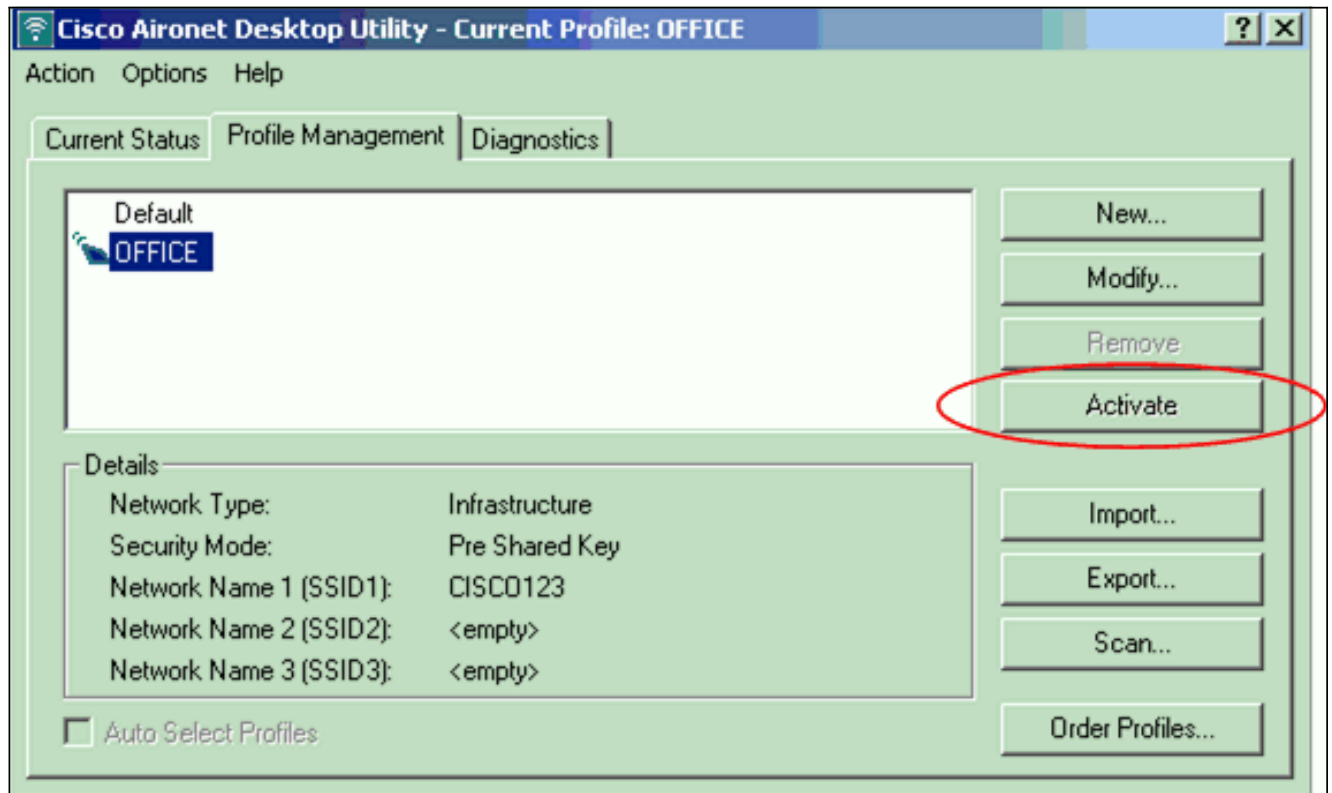 Cisco Aironet Desktop Utility - Current Profile: OFFICE
? X
Action Options Help
Current Status Profile Management Diagnostics
Default
OFFICE
New...
Modify...
Remove
Activate
Details
Network Type: Infrastructure
Security Mode: Pre Shared Key
Network Name 1 (SSID1): CISCO123
Network Name 2 (SSID2): <empty>
Network Name 3 (SSID3): <empty>
Import...
Export...
Scan...
Auto Select Profiles
Order Profiles...